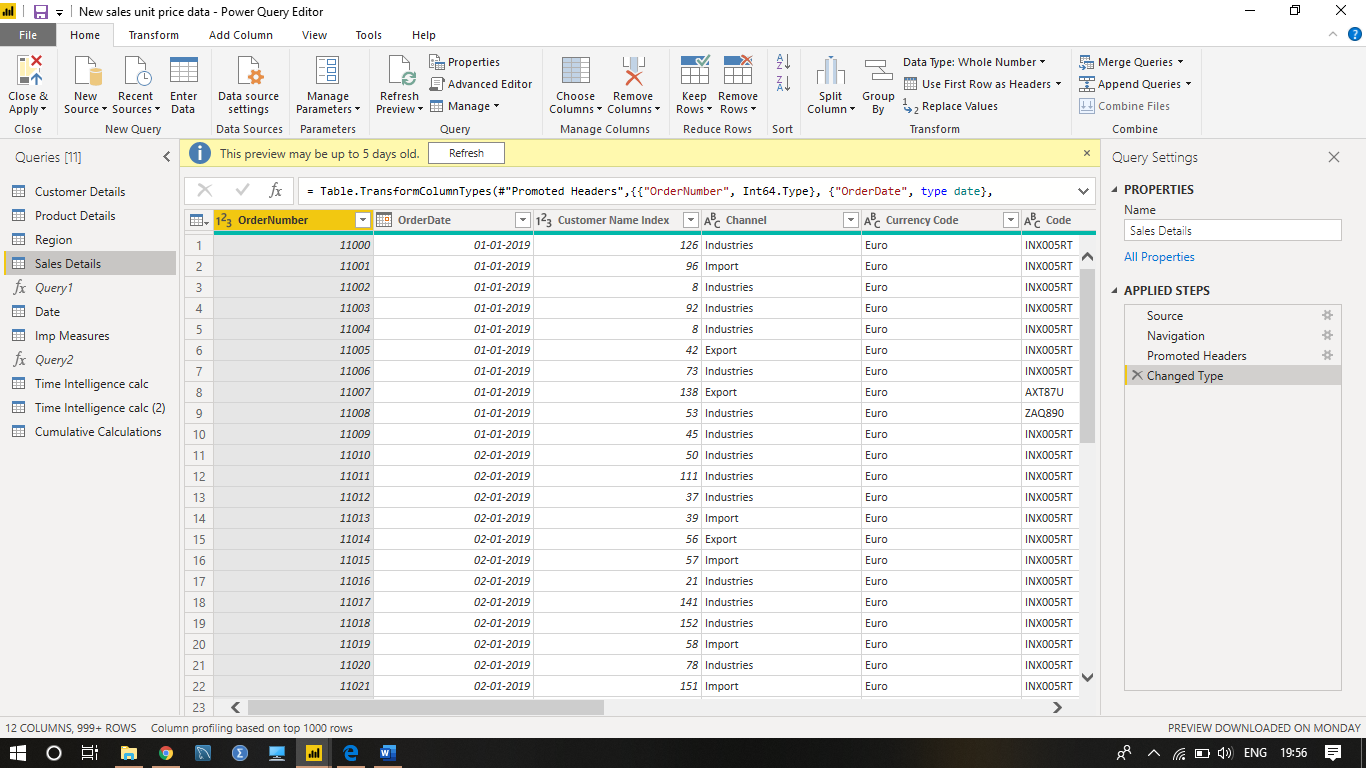 New sales unit price data - Power Query Editor
File Home Transform Add Column View Tools Help
Close & Apply
New Source
Recent Sources
Enter Data
Data source settings
Manage Parameters
Refresh Preview
Properties
Advanced Editor
Manage
Choose Columns
Remove Columns
Keep Rows
Remove Rows
Split Column
Group By
Data Type: Whole Number
Use First Row as Headers
Replace Values
Merge Queries
Append Queries
Combine Files
Close New Query Data Sources Parameters Query Manage Columns Reduce Rows Sort Transform Combine
Queries [11]
Customer Details
Product Details
Region
Sales Details
fx Query1
Date
Imp Measures
fx Query2
Time Intelligence calc
Time Intelligence calc (2)
Cumulative Calculations
This preview may be up to 5 days old. Refresh
fx = Table.TransformColumnTypes(#"Promoted Headers",{{"OrderNumber", Int64.Type}, {"OrderDate", type date},
123 OrderNumber OrderDate 123 Customer Name Index ABC Channel ABC Currency Code ABC Code
1 11000 01-01-2019 126 Industries Euro INX005RT
2 11001 01-01-2019 96 Import Euro INX005RT
3 11002 01-01-2019 8 Industries Euro INX005RT
4 11003 01-01-2019 92 Industries Euro INX005RT
5 11004 01-01-2019 8 Industries Euro INX005RT
6 11005 01-01-2019 42 Export Euro INX005RT
7 11006 01-01-2019 73 Industries Euro INX005RT
8 11007 01-01-2019 138 Export Euro AXT87U
9 11008 01-01-2019 53 Industries Euro ZAQ890
10 11009 01-01-2019 45 Industries Euro INX005RT
11 11010 02-01-2019 50 Industries Euro INX005RT
12 11011 02-01-2019 111 Industries Euro INX005RT
13 11012 02-01-2019 37 Industries Euro INX005RT
14 11013 02-01-2019 39 Import Euro INX005RT
15 11014 02-01-2019 56 Export Euro INX005RT
16 11015 02-01-2019 57 Import Euro INX005RT
17 11016 02-01-2019 21 Industries Euro INX005RT
18 11017 02-01-2019 141 Industries Euro INX005RT
19 11018 02-01-2019 152 Industries Euro INX005RT
20 11019 02-01-2019 58 Import Euro INX005RT
21 11020 02-01-2019 78 Industries Euro INX005RT
22 11021 02-01-2019 151 Import Euro INX005RT
23
Query Settings
PROPERTIES
Name
Sales Details
All Properties
APPLIED STEPS
Source
Navigation
Promoted Headers
Changed Type
12 COLUMNS, 999+ ROWS Column profiling based on top 1000 rows PREVIEW DOWNLOADED ON MONDAY
ENG 19:56